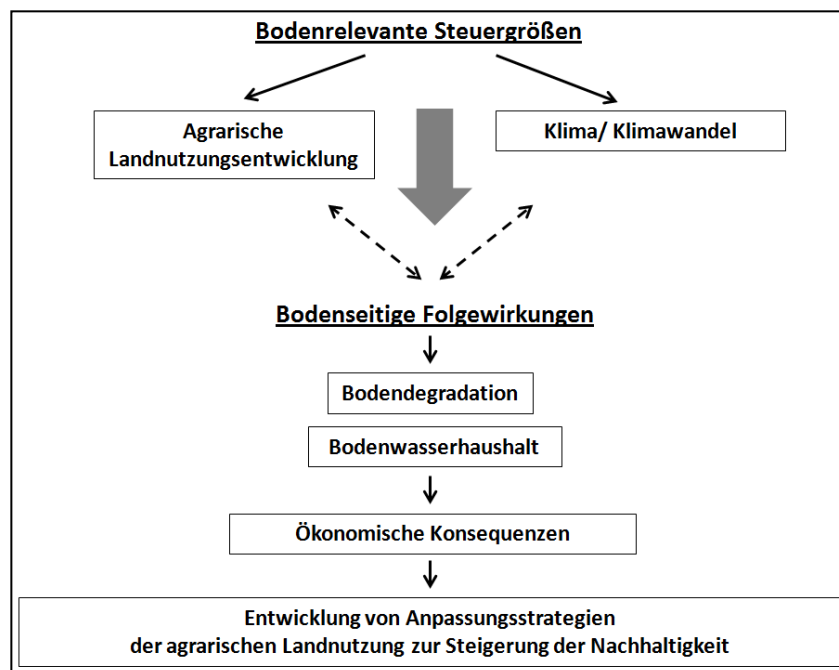 Bodenrelevante Steuergrößen
Agrarische
Landnutzungsentwicklung
Klima/ Klimawandel
Bodenseitige Folgewirkungen
Bodendegradation
Bodenwasserhaushalt
Ökonomische Konsequenzen
Entwicklung von Anpassungsstrategien
der agrarischen Landnutzung zur Steigerung der Nachhaltigkeit